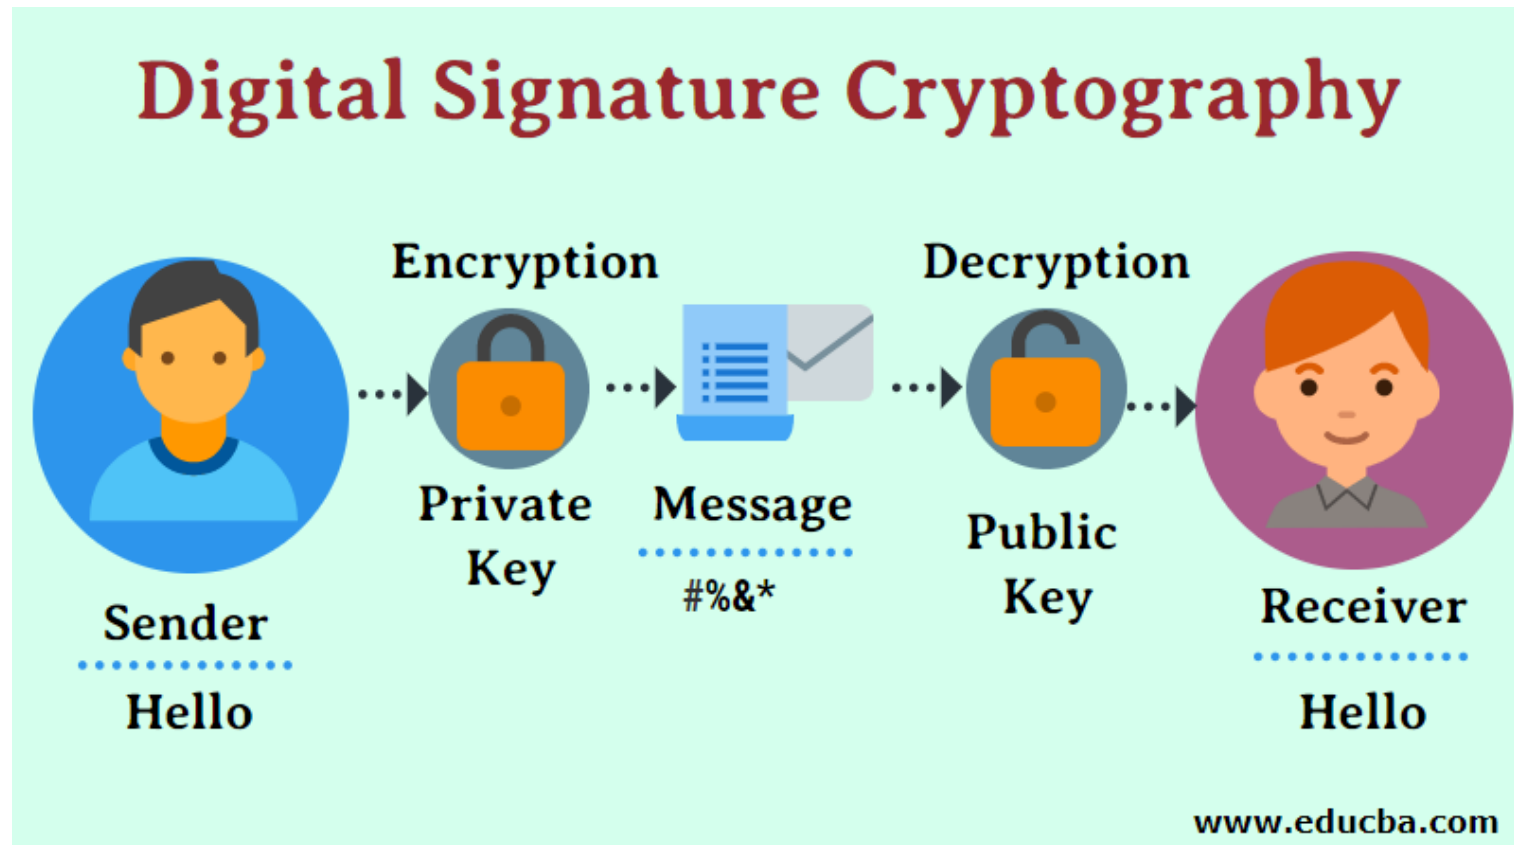 Digital Signature Cryptography
Encryption
Decryption
Private
Key
Message
#%&*
Public
Key
Sender
Hello
Receiver
Hello
www.educba.com